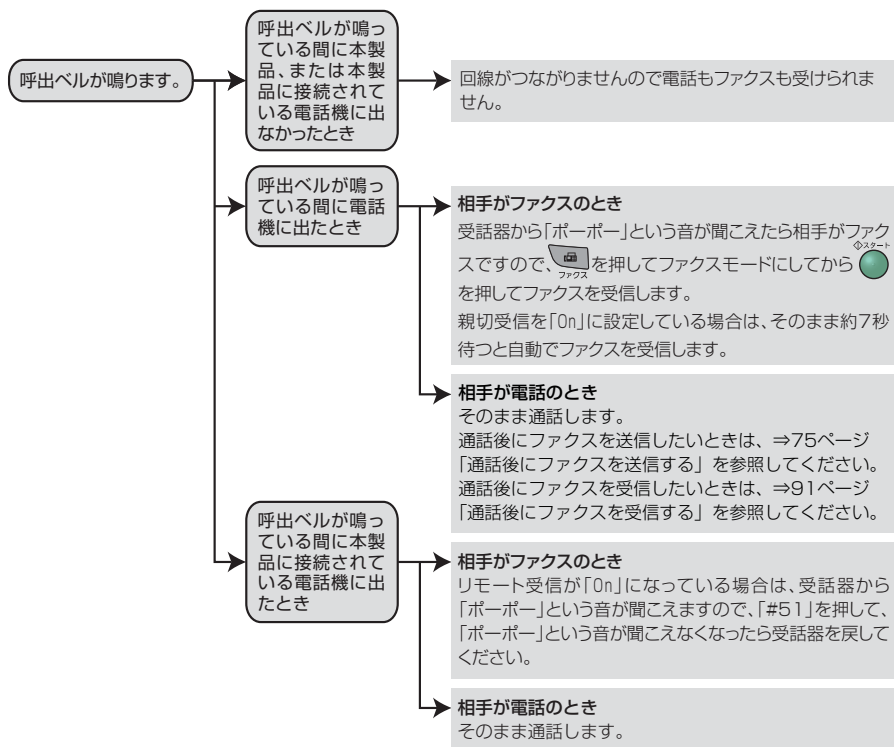 呼出ベルが鳴ります。
呼出ベルが鳴っ
ている間に本製
品、または本製
品に接続されて
いる電話機に出
なかったとき
回線がつながりませんので電話もファクスも受けられま
せん。
呼出ベルが鳴っ
ている間に電話
機に出たとき
相手がファクスのとき
受話器から「ポーポー」という音が聞こえたら相手がファク
スタート
スですので、を押してファクスモードにしてから
ファクス
を押してファクスを受信します。
親切受信を「On」に設定している場合は、そのまま約7秒
待つと自動でファクスを受信します。
相手が電話のとき
そのまま通話します。
通話後にファクスを送信したいときは、⇒75ページ
「通話後にファクスを送信する」を参照してください。
通話後にファクスを受信したいときは、⇒91ページ
「通話後にファクスを受信する」を参照してください。
呼出ベルが鳴っ
ている間に本製
品に接続されて
いる電話機に出
たとき
相手がファクスのとき
リモート受信が「On」になっている場合は、受話器から
「ポーポー」という音が聞こえますので、「#51」を押して、
「ポーポー」という音が聞こえなくなったら受話器を戻して
ください。
相手が電話のとき
そのまま通話します。